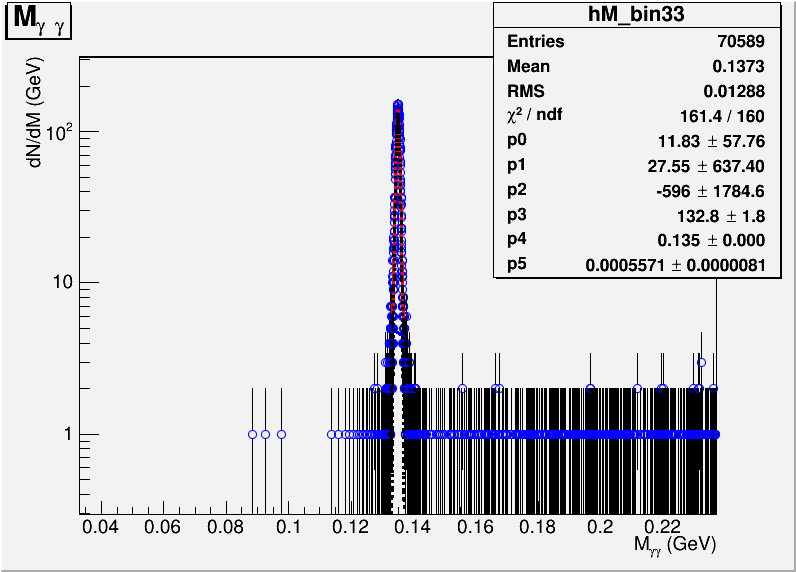 M γ γ
hM_bin33
Entries 70589
Mean 0.1373
RMS 0.01288
χ² / ndf 161.4 / 160
p0 11.83 ± 57.76
p1 27.55 ± 637.40
p2 -596 ± 1784.6
p3 132.8 ± 1.8
p4 0.135 ± 0.000
p5 0.0005571 ± 0.0000081
dN/dM (GeV)
10²
10
1
0.04 0.06 0.08 0.1 0.12 0.14 0.16 0.18 0.2 0.22
Mγγ (GeV)